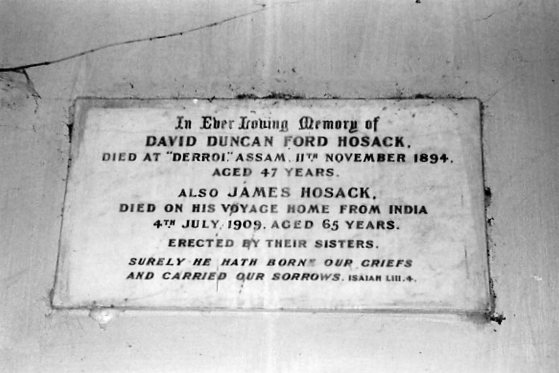 In Ever Loving Memory of
DAVID DUNCAN FORD HOSACK,
DIED AT "DERROI," ASSAM, 11TH NOVEMBER 1894.
AGED 47 YEARS.
ALSO JAMES HOSACK,
DIED ON HIS VOYAGE HOME FROM INDIA
4TH JULY, 1909. AGED 65 YEARS.
ERECTED BY THEIR SISTERS.
SURELY HE HATH BORNE OUR GRIEFS
AND CARRIED OUR SORROWS. ISAIAH LIII. 4.